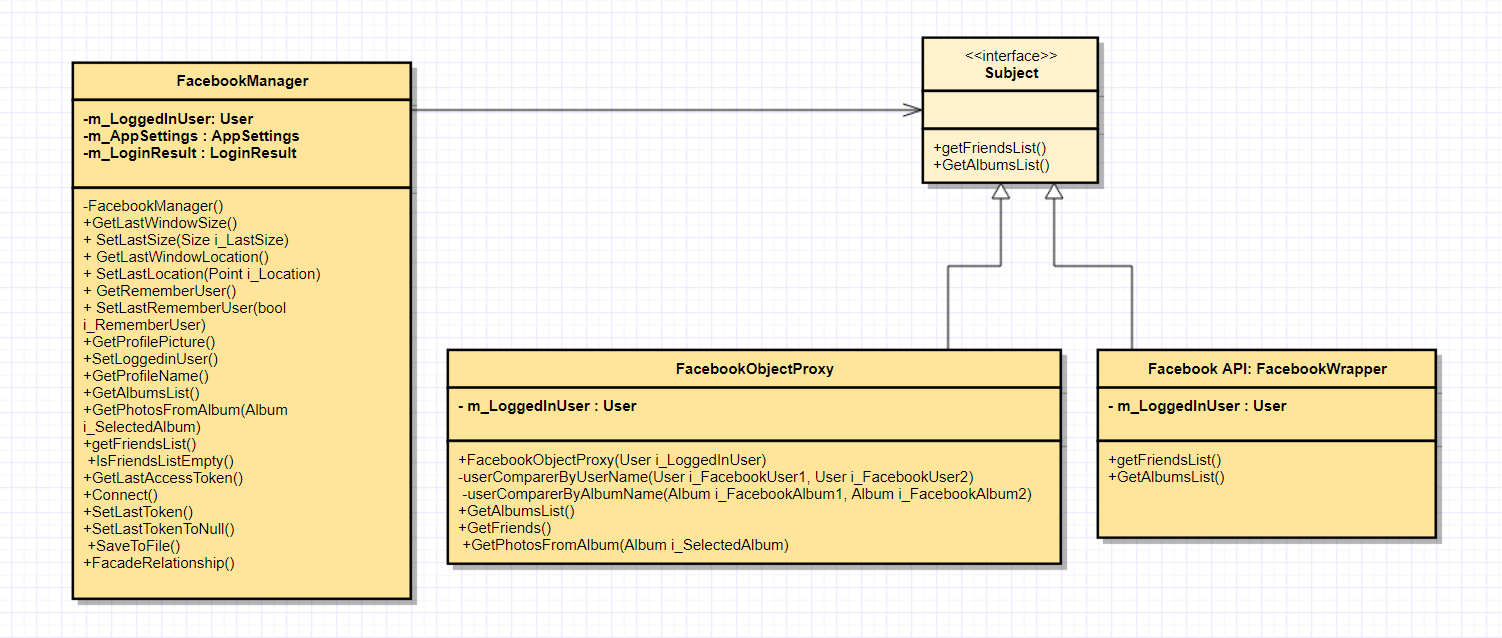 FacebookManager
-m_LoggedInUser: User
-m_AppSettings : AppSettings
-m_LoginResult : LoginResult
-FacebookManager()
+GetLastWindowSize()
+ SetLastSize(Size i_LastSize)
+ GetLastWindowLocation()
+ SetLastLocation(Point i_Location)
+ GetRememberUser()
+ SetLastRememberUser(bool
i_RememberUser)
+GetProfilePicture()
+SetLoggedinUser()
+GetProfileName()
+GetAlbumsList()
+GetPhotosFromAlbum(Album
i_SelectedAlbum)
+getFriendsList()
+IsFriendsListEmpty()
+GetLastAccessToken()
+Connect()
+SetLastToken()
+SetLastTokenToNull()
+SaveToFile()
+FacadeRelationship()
<<interface>>
Subject
+getFriendsList()
+GetAlbumsList()
FacebookObjectProxy
- m_LoggedInUser : User
+FacebookObjectProxy(User i_LoggedInUser)
-userComparerByUserName(User i_FacebookUser1, User i_FacebookUser2)
-userComparerByAlbumName(Album i_FacebookAlbum1, Album i_FacebookAlbum2)
+GetAlbumsList()
+GetFriends()
+GetPhotosFromAlbum(Album i_SelectedAlbum)
Facebook API: FacebookWrapper
- m_LoggedInUser : User
+getFriendsList()
+GetAlbumsList()